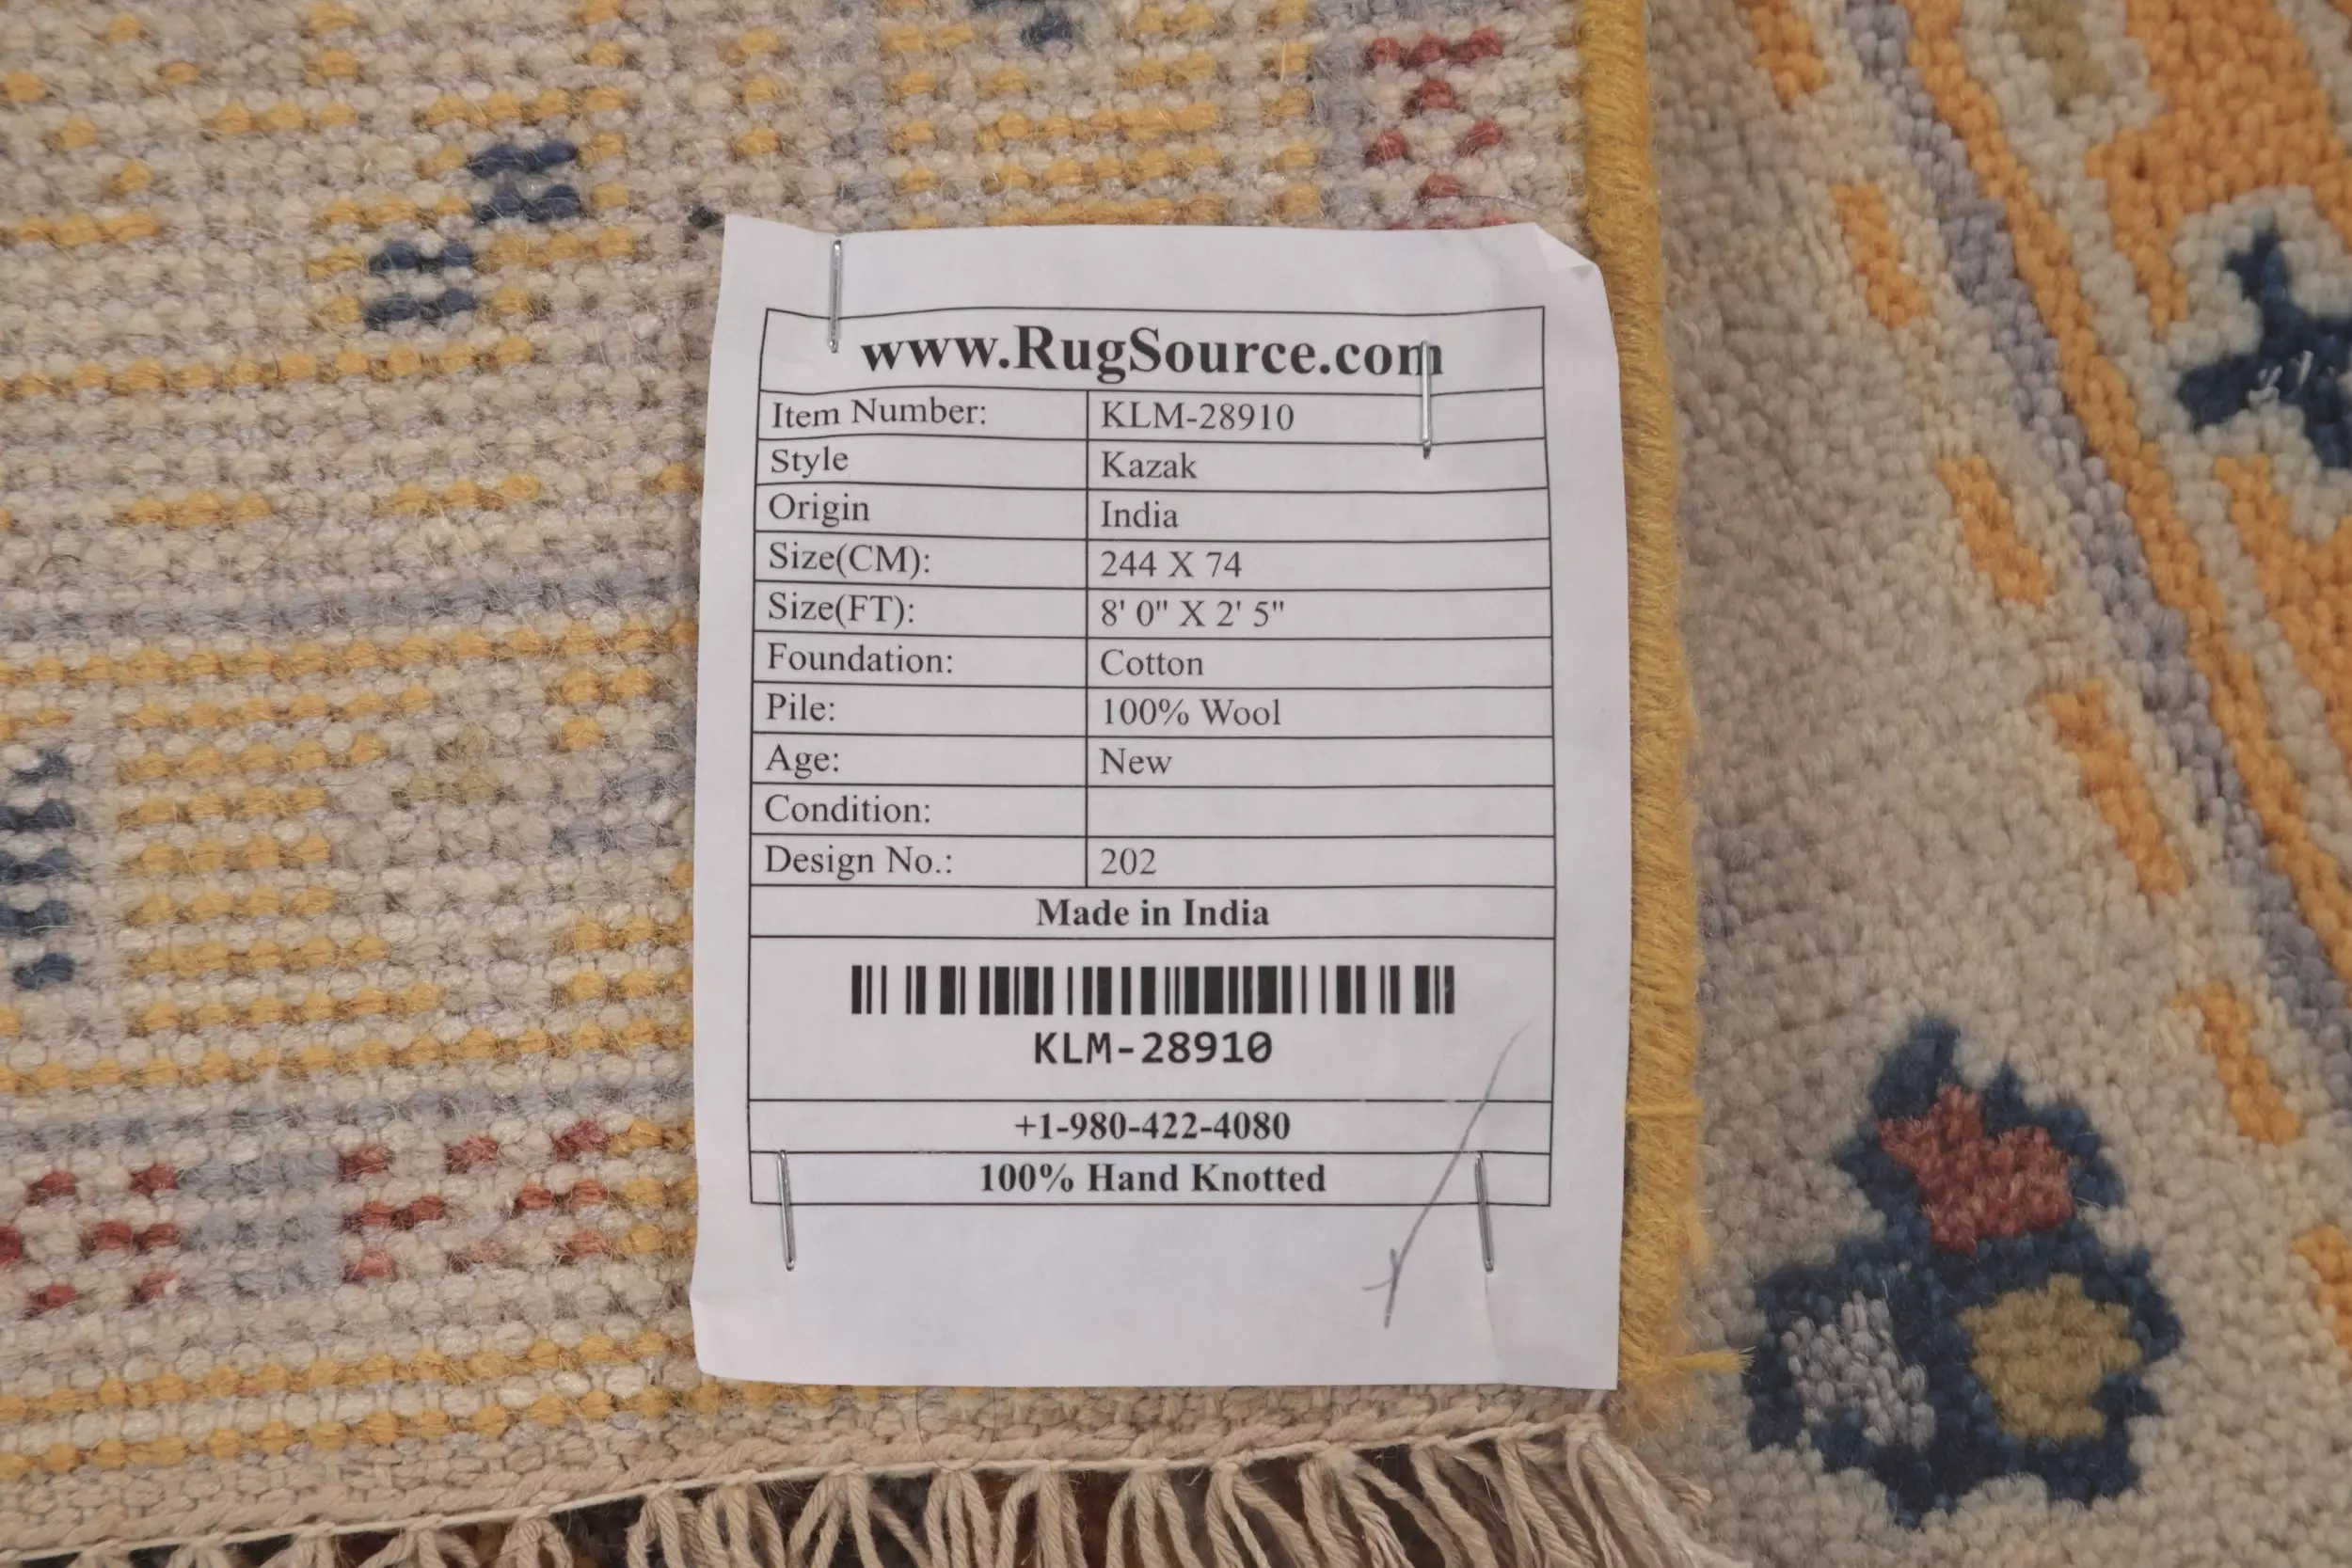 www.RugSource.com
Item Number: KLM-28910
Style Kazak
Origin India
Size(CM): 244 X 74
Size(FT): 8' 0" X 2' 5"
Foundation: Cotton
Pile: 100% Wool
Age: New
Condition:
Design No.: 202
Made in India
KLM-28910
+1-980-422-4080
100% Hand Knotted